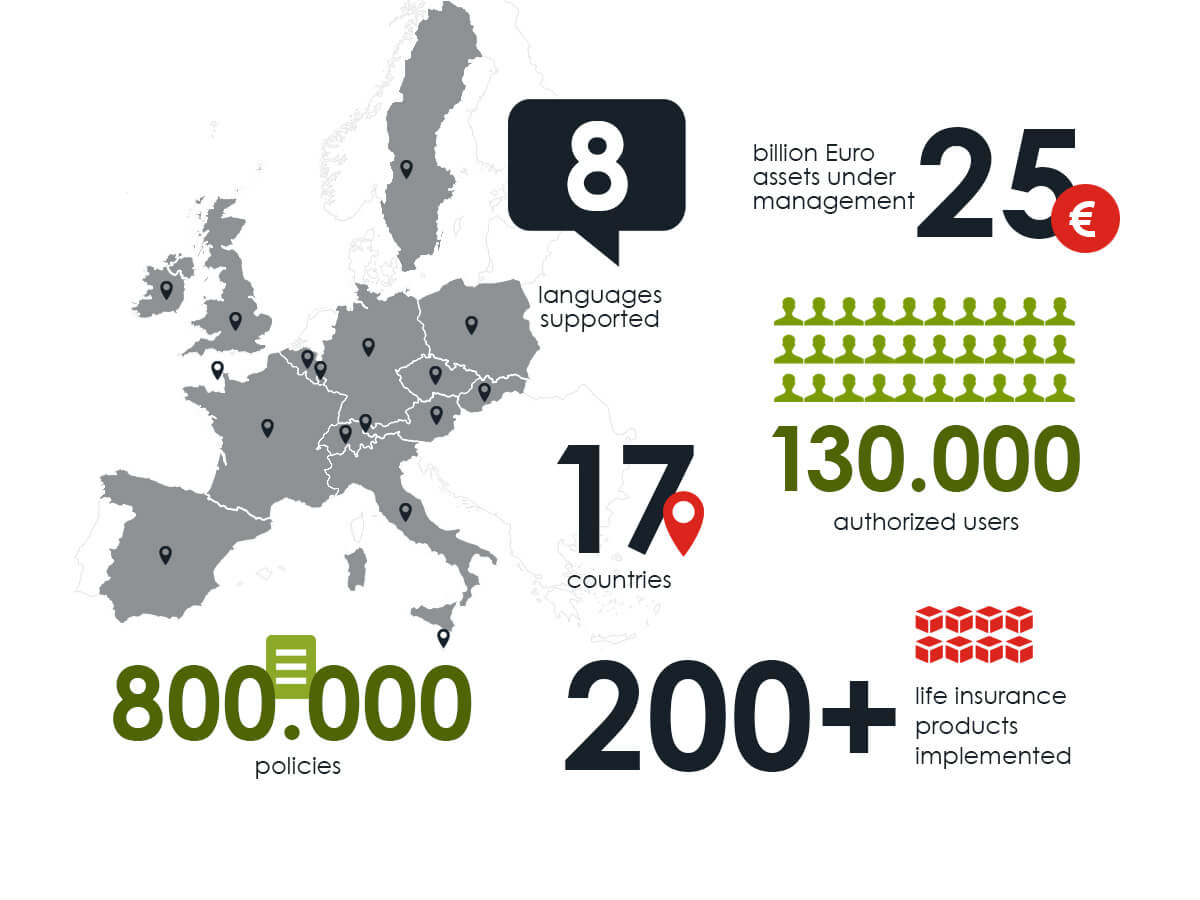 8
languages
supported
billion Euro
assets under
management
25
€
130.000
authorized users
17
countries
800.000
policies
200+
life insurance
products
implemented